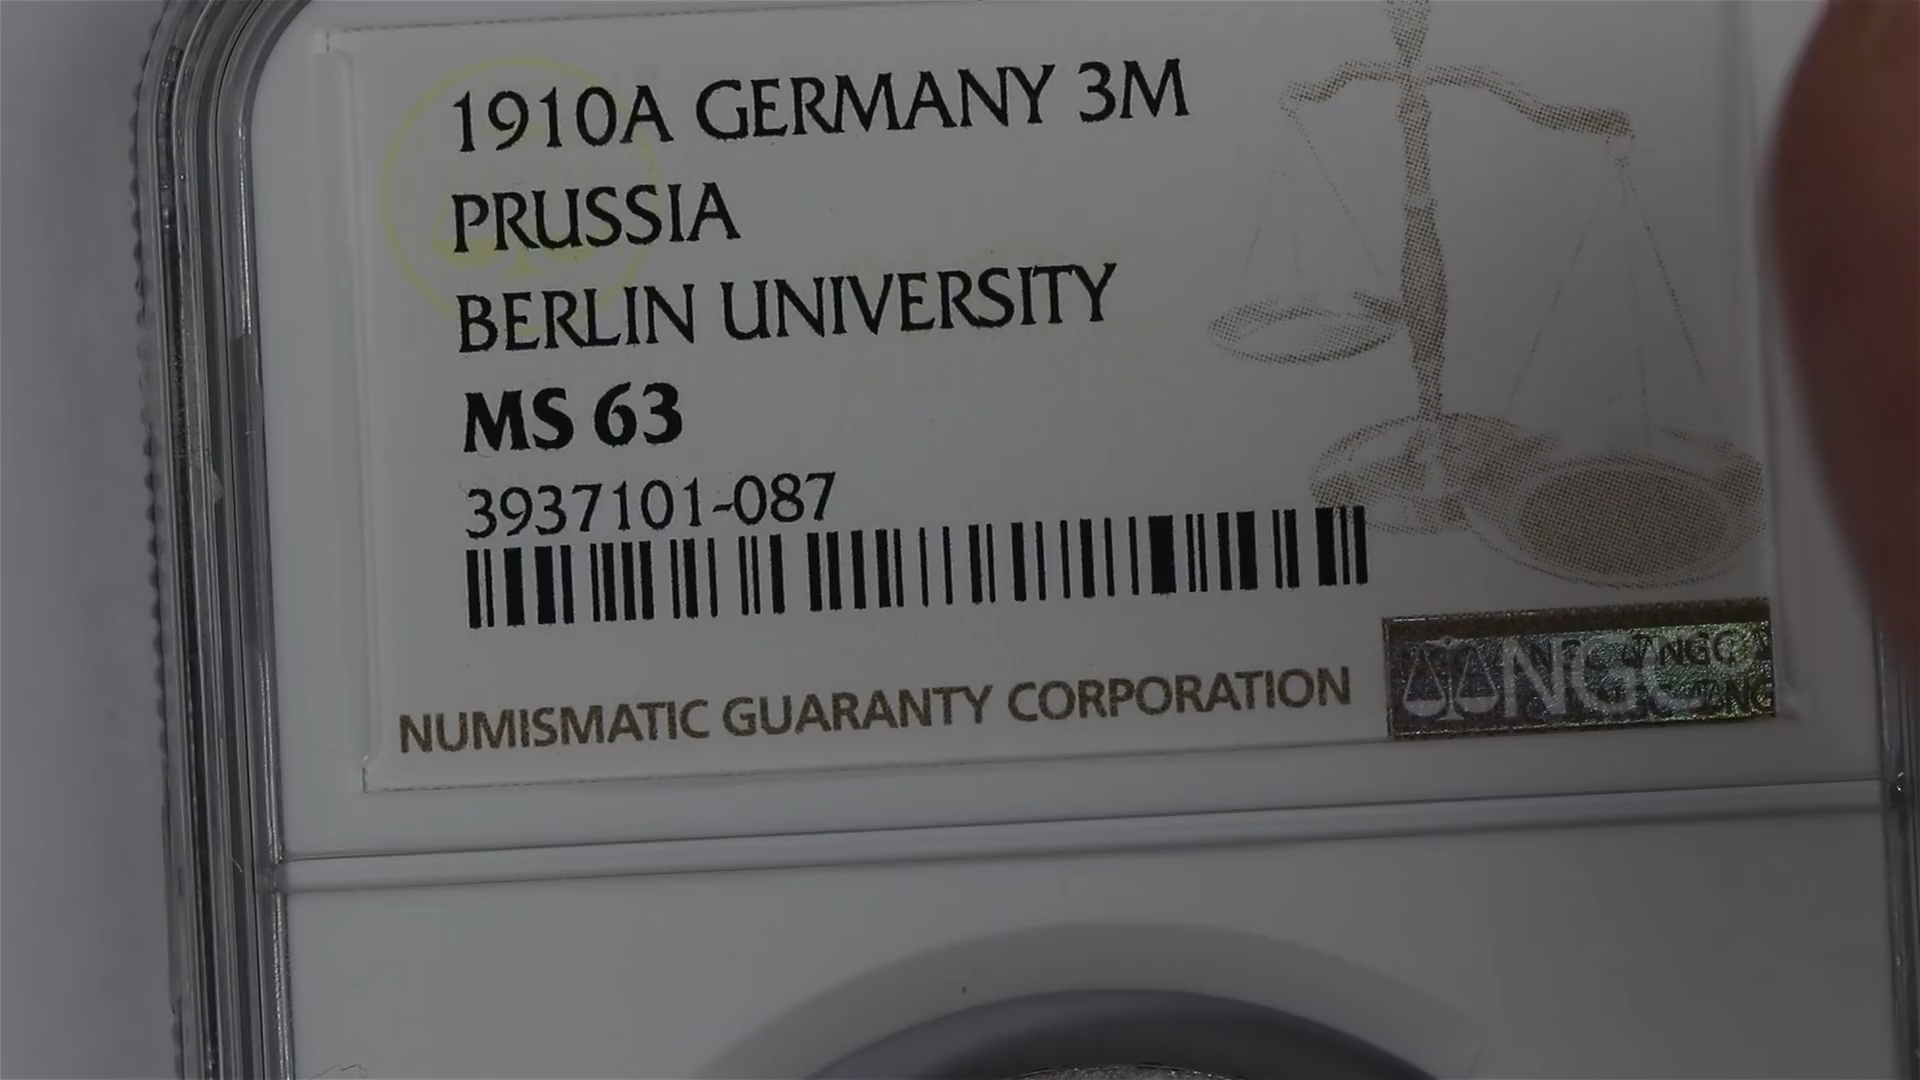 1910A GERMANY 3M
PRUSSIA
BERLIN UNIVERSITY
MS 63
3937101-087
NUMISMATIC GUARANTY CORPORATION
NGC